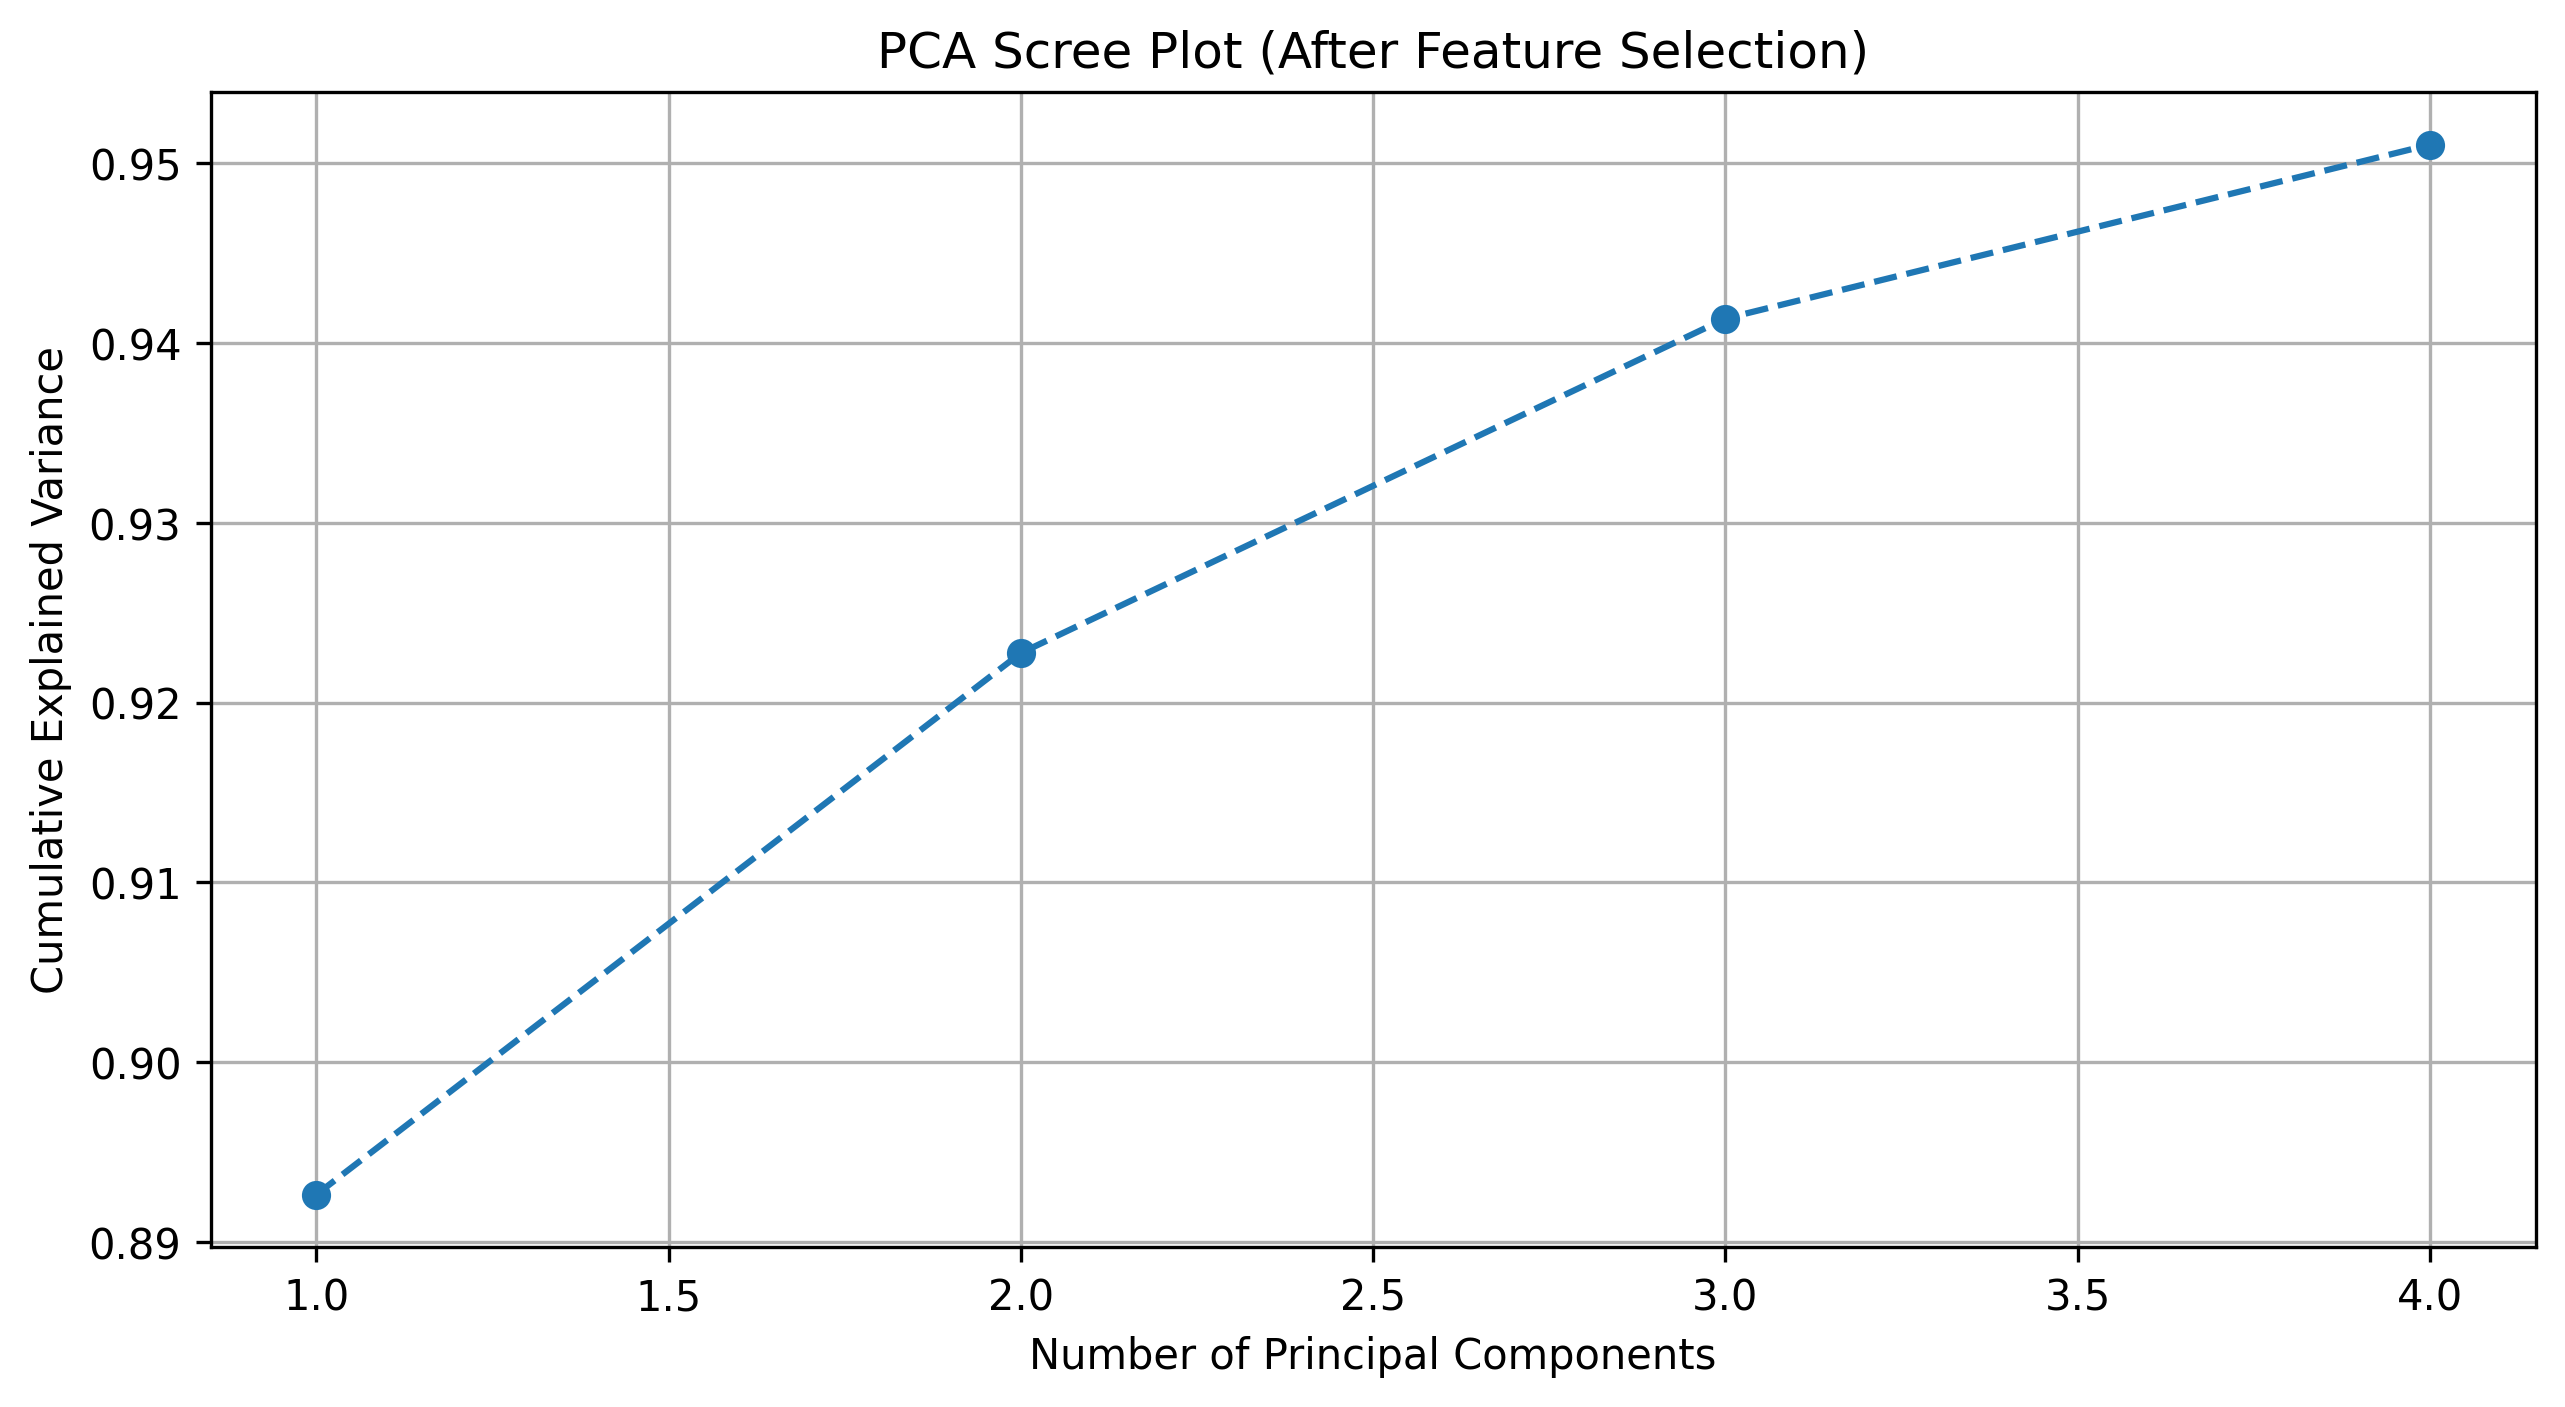 PCA Scree Plot (After Feature Selection)
Cumulative Explained Variance
0.95
0.94
0.93
0.92
0.91
0.90
0.89
1.0 1.5 2.0 2.5 3.0 3.5 4.0
Number of Principal Components